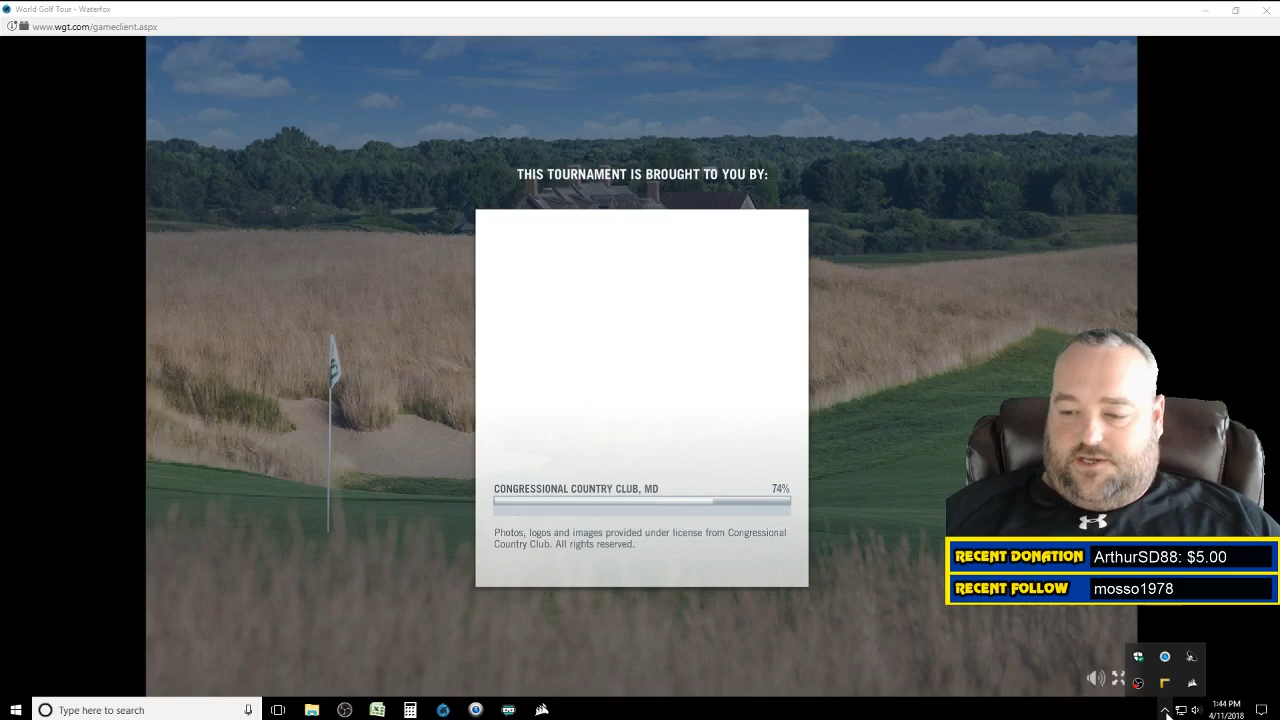 World Golf Tour - Waterfox
www.wgt.com/gameclient.aspx
THIS TOURNAMENT IS BROUGHT TO YOU BY:
CONGRESSIONAL COUNTRY CLUB, MD 74%
Photos, logos and images provided under license from Congressional
Country Club. All rights reserved.
RECENT DONATION ArthurSD88: $5.00
RECENT FOLLOW mosso1978
Type here to search
1:44 PM
4/11/2018